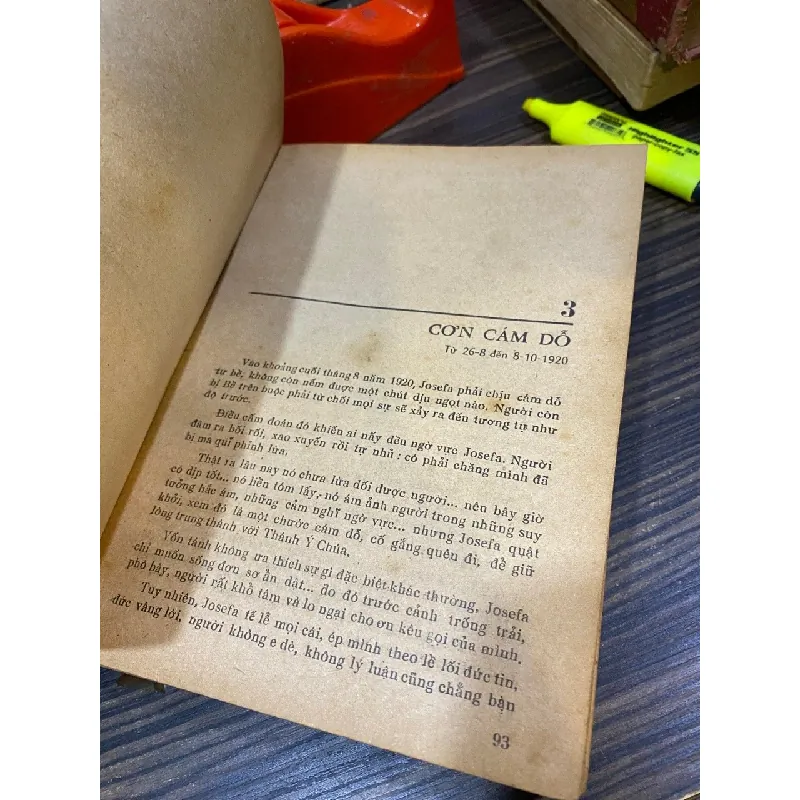 Highlighter 55
paper-copy-fax
3
CƠN CÁM DỖ
Từ 26-8 đến 8-10-1920
Vào khoảng cuối tháng 8 năm 1920, Josefa phải chịu cám dỗ
tư bề, không còn nếm được một chút dịu ngọt nào. Người còn
bị Bề trên hoặc phải từ chối mọi sự sẽ xảy ra đến tương tự như
độ trước.
Điều cấm đoán đó khiến ai nấy đều ngờ vực Josefa. Người
đâm ra bối rối, xao xuyến rồi tự nhủ: có phải chăng mình đã
bị ma quỉ phỉnh lừa.
Thật ra lâu nay nó chưa lừa dối được người... nên bây giờ
có dịp tốt... nó liền tóm lấy, nó ám ảnh người trong những suy
tưởng hắc ám, những cảm nghĩ ngờ vực... nhưng Josefa quật
khỏi, xem đó là một chước cám dỗ, cố gắng quên đi, để giữ
lòng trung thành với Thánh Ý Chúa.
Vốn tánh không ưa thích sự gì đặc biệt khác thường, Josefa
chỉ muốn sống đơn sơ ẩn dật... do đó trước cảnh trống trải,
phô bày, người rất khổ tâm và lo ngại cho ơn kêu gọi của mình.
Tuy nhiên, Josefa tế lễ mọi cái, ép mình theo lề lối đức tin,
đức vâng lời, người không e dè, không lý luận cũng chẳng bận
93